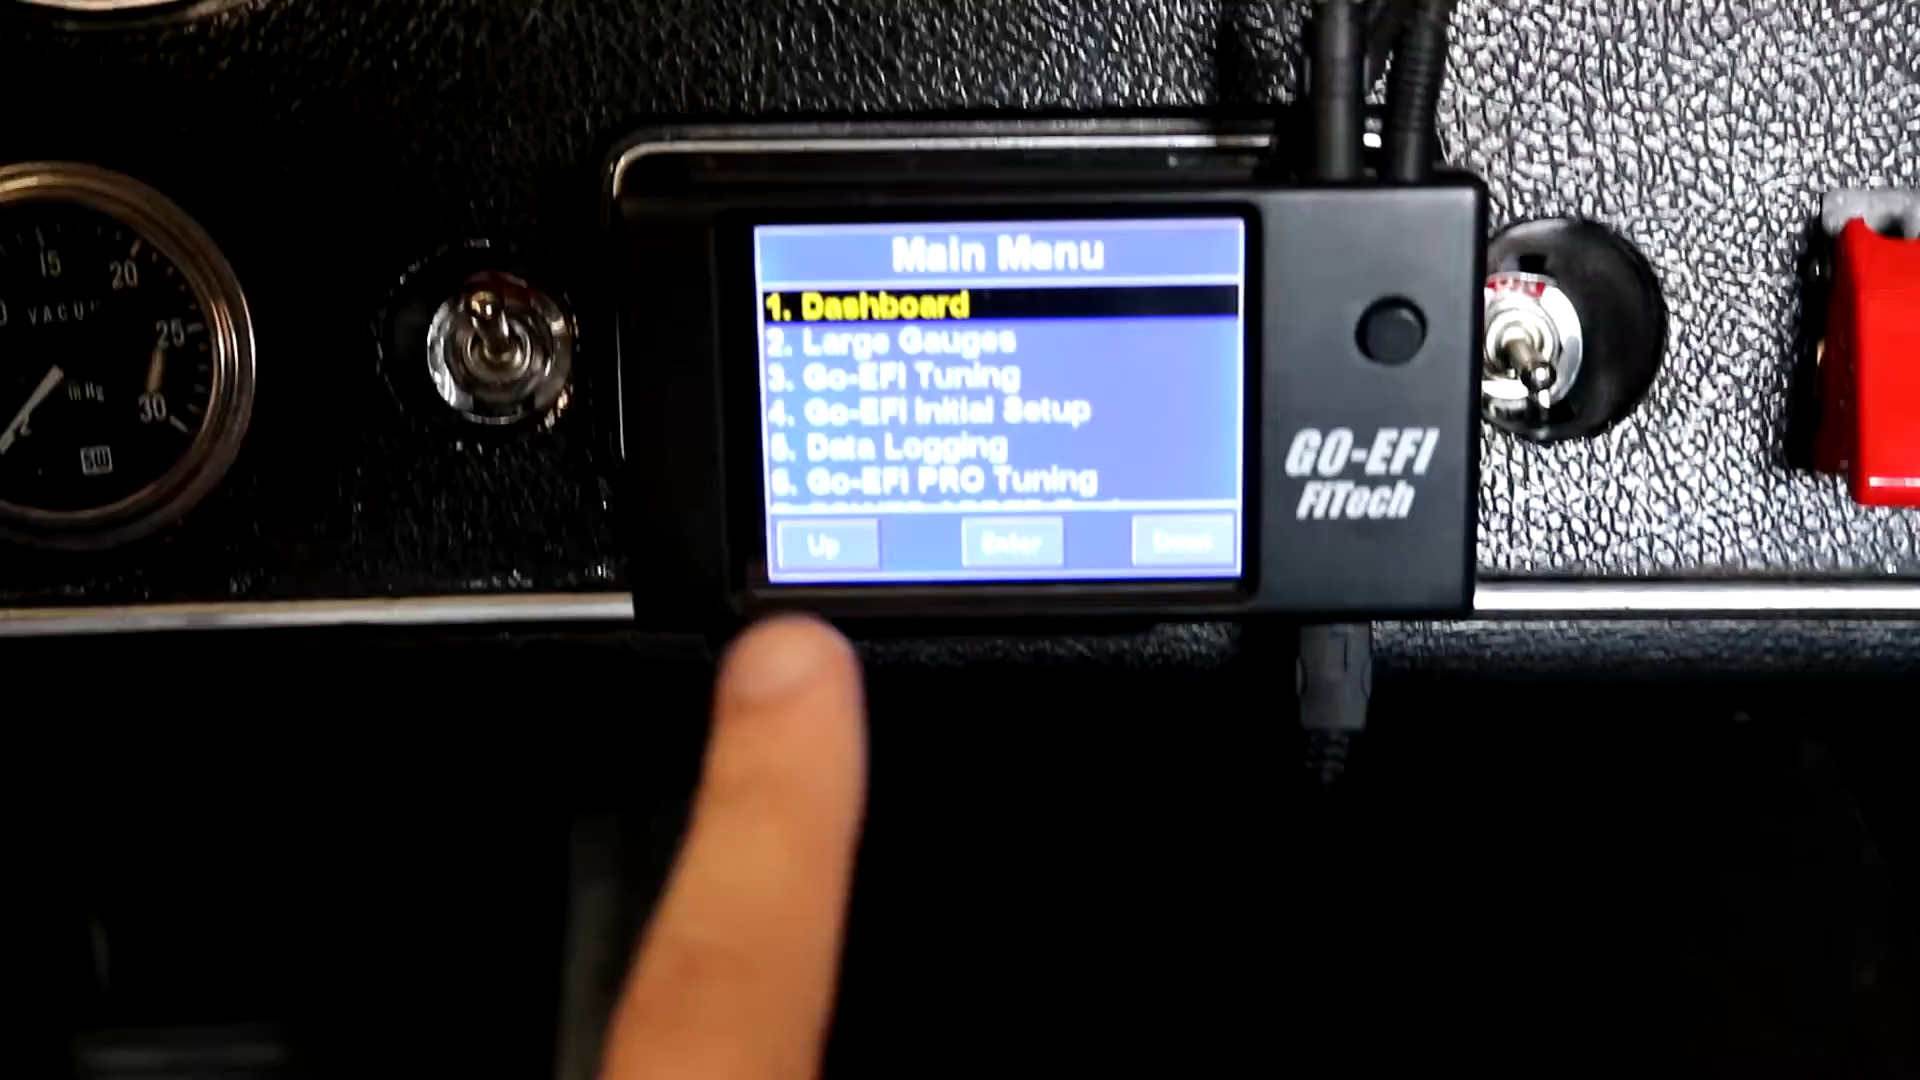 Main Menu
1. Dashboard
2. Large Gauges
3. Go-EFI Tuning
4. Go-EFI Initial Setup
5. Data Logging
6. Go-EFI PRO Tuning
Up Enter Down
GO-EFI
FITech
15
20
25
30
in Hg
SW